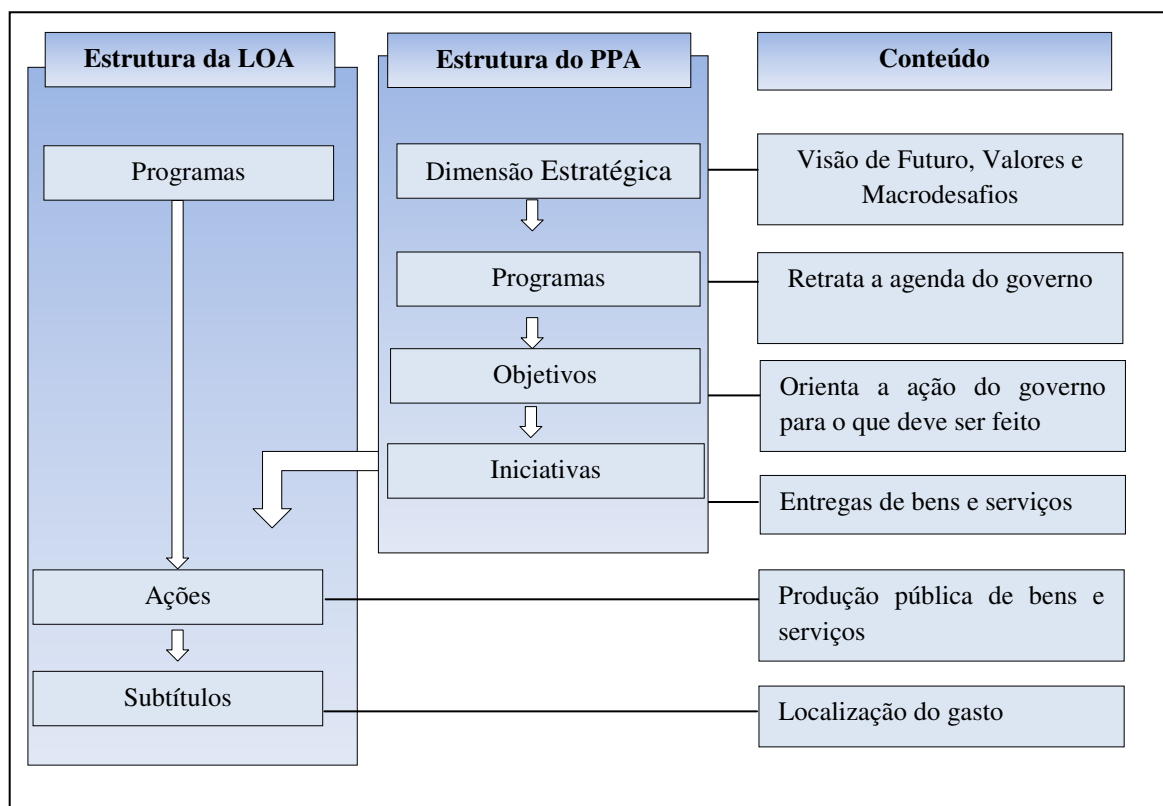 Estrutura da LOA
Estrutura do PPA
Conteúdo
Programas
Dimensão Estratégica
Visão de Futuro, Valores e
Macrodesafios
Programas
Retrata a agenda do governo
Objetivos
Orienta a ação do governo
para o que deve ser feito
Iniciativas
Entregas de bens e serviços
Ações
Produção pública de bens e
serviços
Subtítulos
Localização do gasto